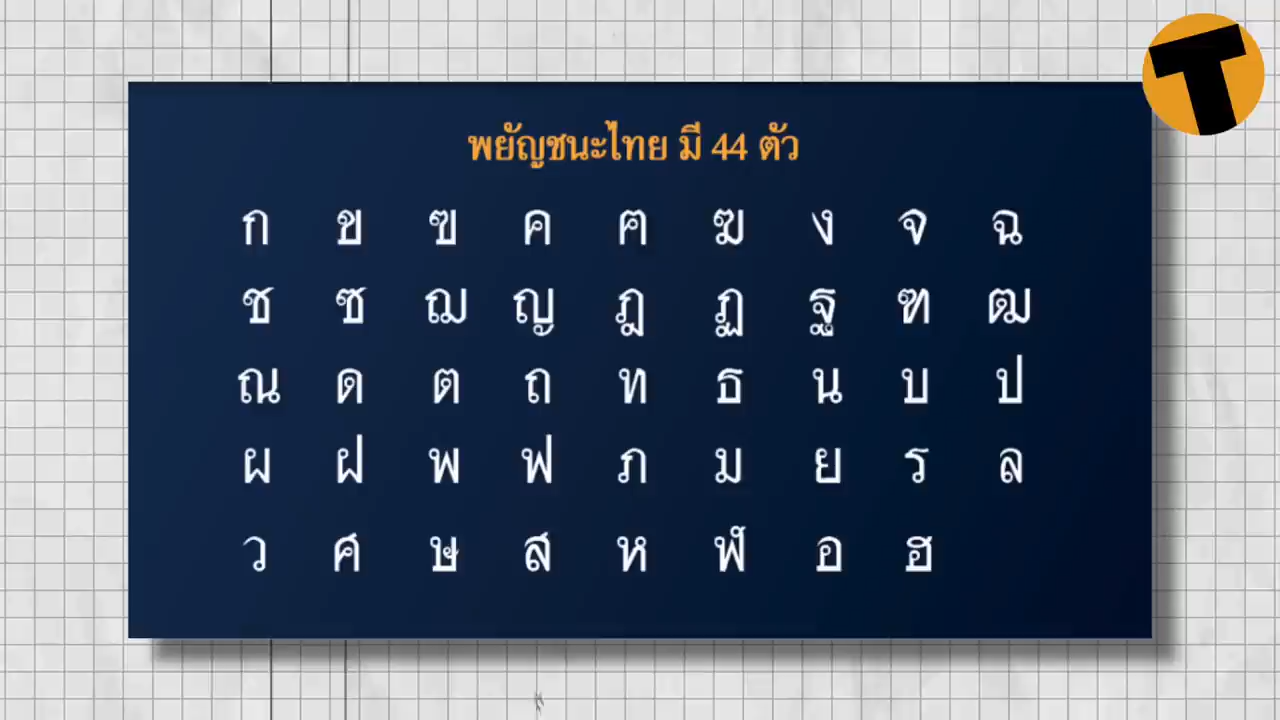 T
พยัญชนะไทย มี 44 ตัว
ก ข ฃ ค ฅ ฆ ง จ ฉ
ช ซ ฌ ญ ฎ ฏ ฐ ฑ ฒ
ณ ด ต ถ ท ธ น บ ป
ผ ฝ พ ฟ ภ ม ย ร ล
ว ศ ษ ส ห ฬ อ ฮ